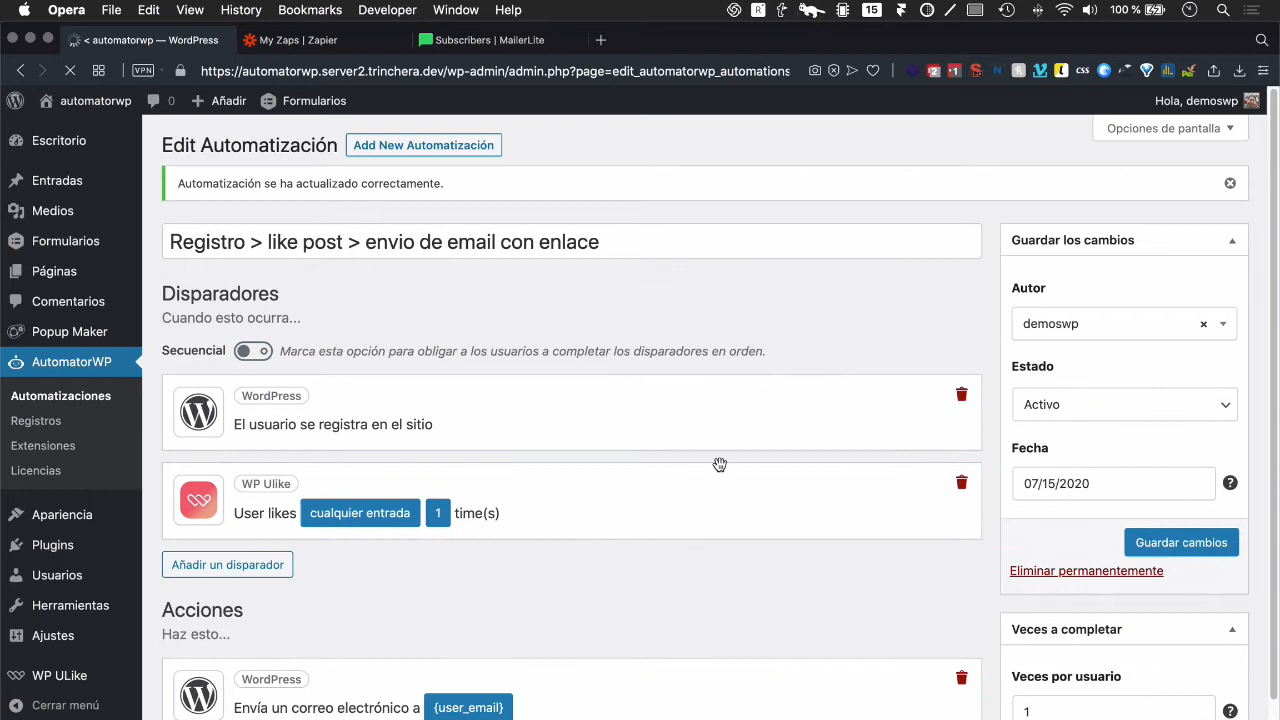 Opera File Edit View History Bookmarks Developer Window Help 15 100 %
< automatorwp — WordPress My Zaps | Zapier Subscribers | MailerLite
VPN https://automatorwp.server2.trinchera.dev/wp-admin/admin.php?page=edit_automatorwp_automations
automatorwp 0 Añadir Formularios Hola, demoswp
Opciones de pantalla
Escritorio
Entradas
Medios
Formularios
Páginas
Comentarios
Popup Maker
AutomatorWP
Automatizaciones
Registros
Extensiones
Licencias
Apariencia
Plugins
Usuarios
Herramientas
Ajustes
WP ULike
Cerrar menú
Edit Automatización Add New Automatización
Automatización se ha actualizado correctamente.
Registro > like post > envio de email con enlace
Disparadores
Cuando esto ocurra...
Secuencial Marca esta opción para obligar a los usuarios a completar los disparadores en orden.
WordPress
El usuario se registra en el sitio
WP Ulike
User likes cualquier entrada 1 time(s)
Añadir un disparador
Acciones
Haz esto...
WordPress
Envía un correo electrónico a {user_email}
Guardar los cambios
Autor
demoswp
Estado
Activo
Fecha
07/15/2020
Guardar cambios
Eliminar permanentemente
Veces a completar
Veces por usuario
1